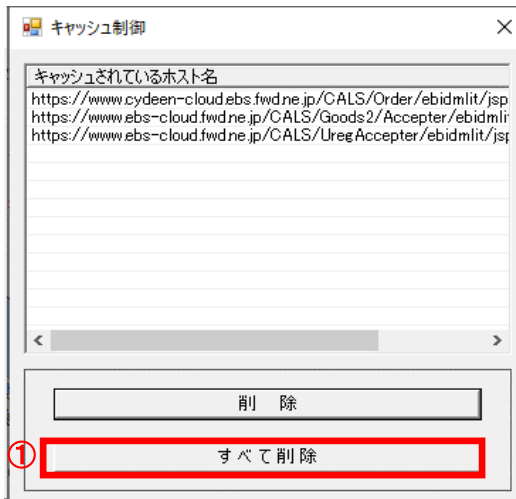 キャッシュ制御
キャッシュされているホスト名
https://www.cydeen-cloud.ebs.fwd.ne.jp/CALS/Order/ebidmlit/jsp
https://www.ebs-cloud.fwd.ne.jp/CALS/Goods2/Accepter/ebidmli
https://www.ebs-cloud.fwd.ne.jp/CALS/UregAccepter/ebidmlit/jsp
削 除
① すべて削除